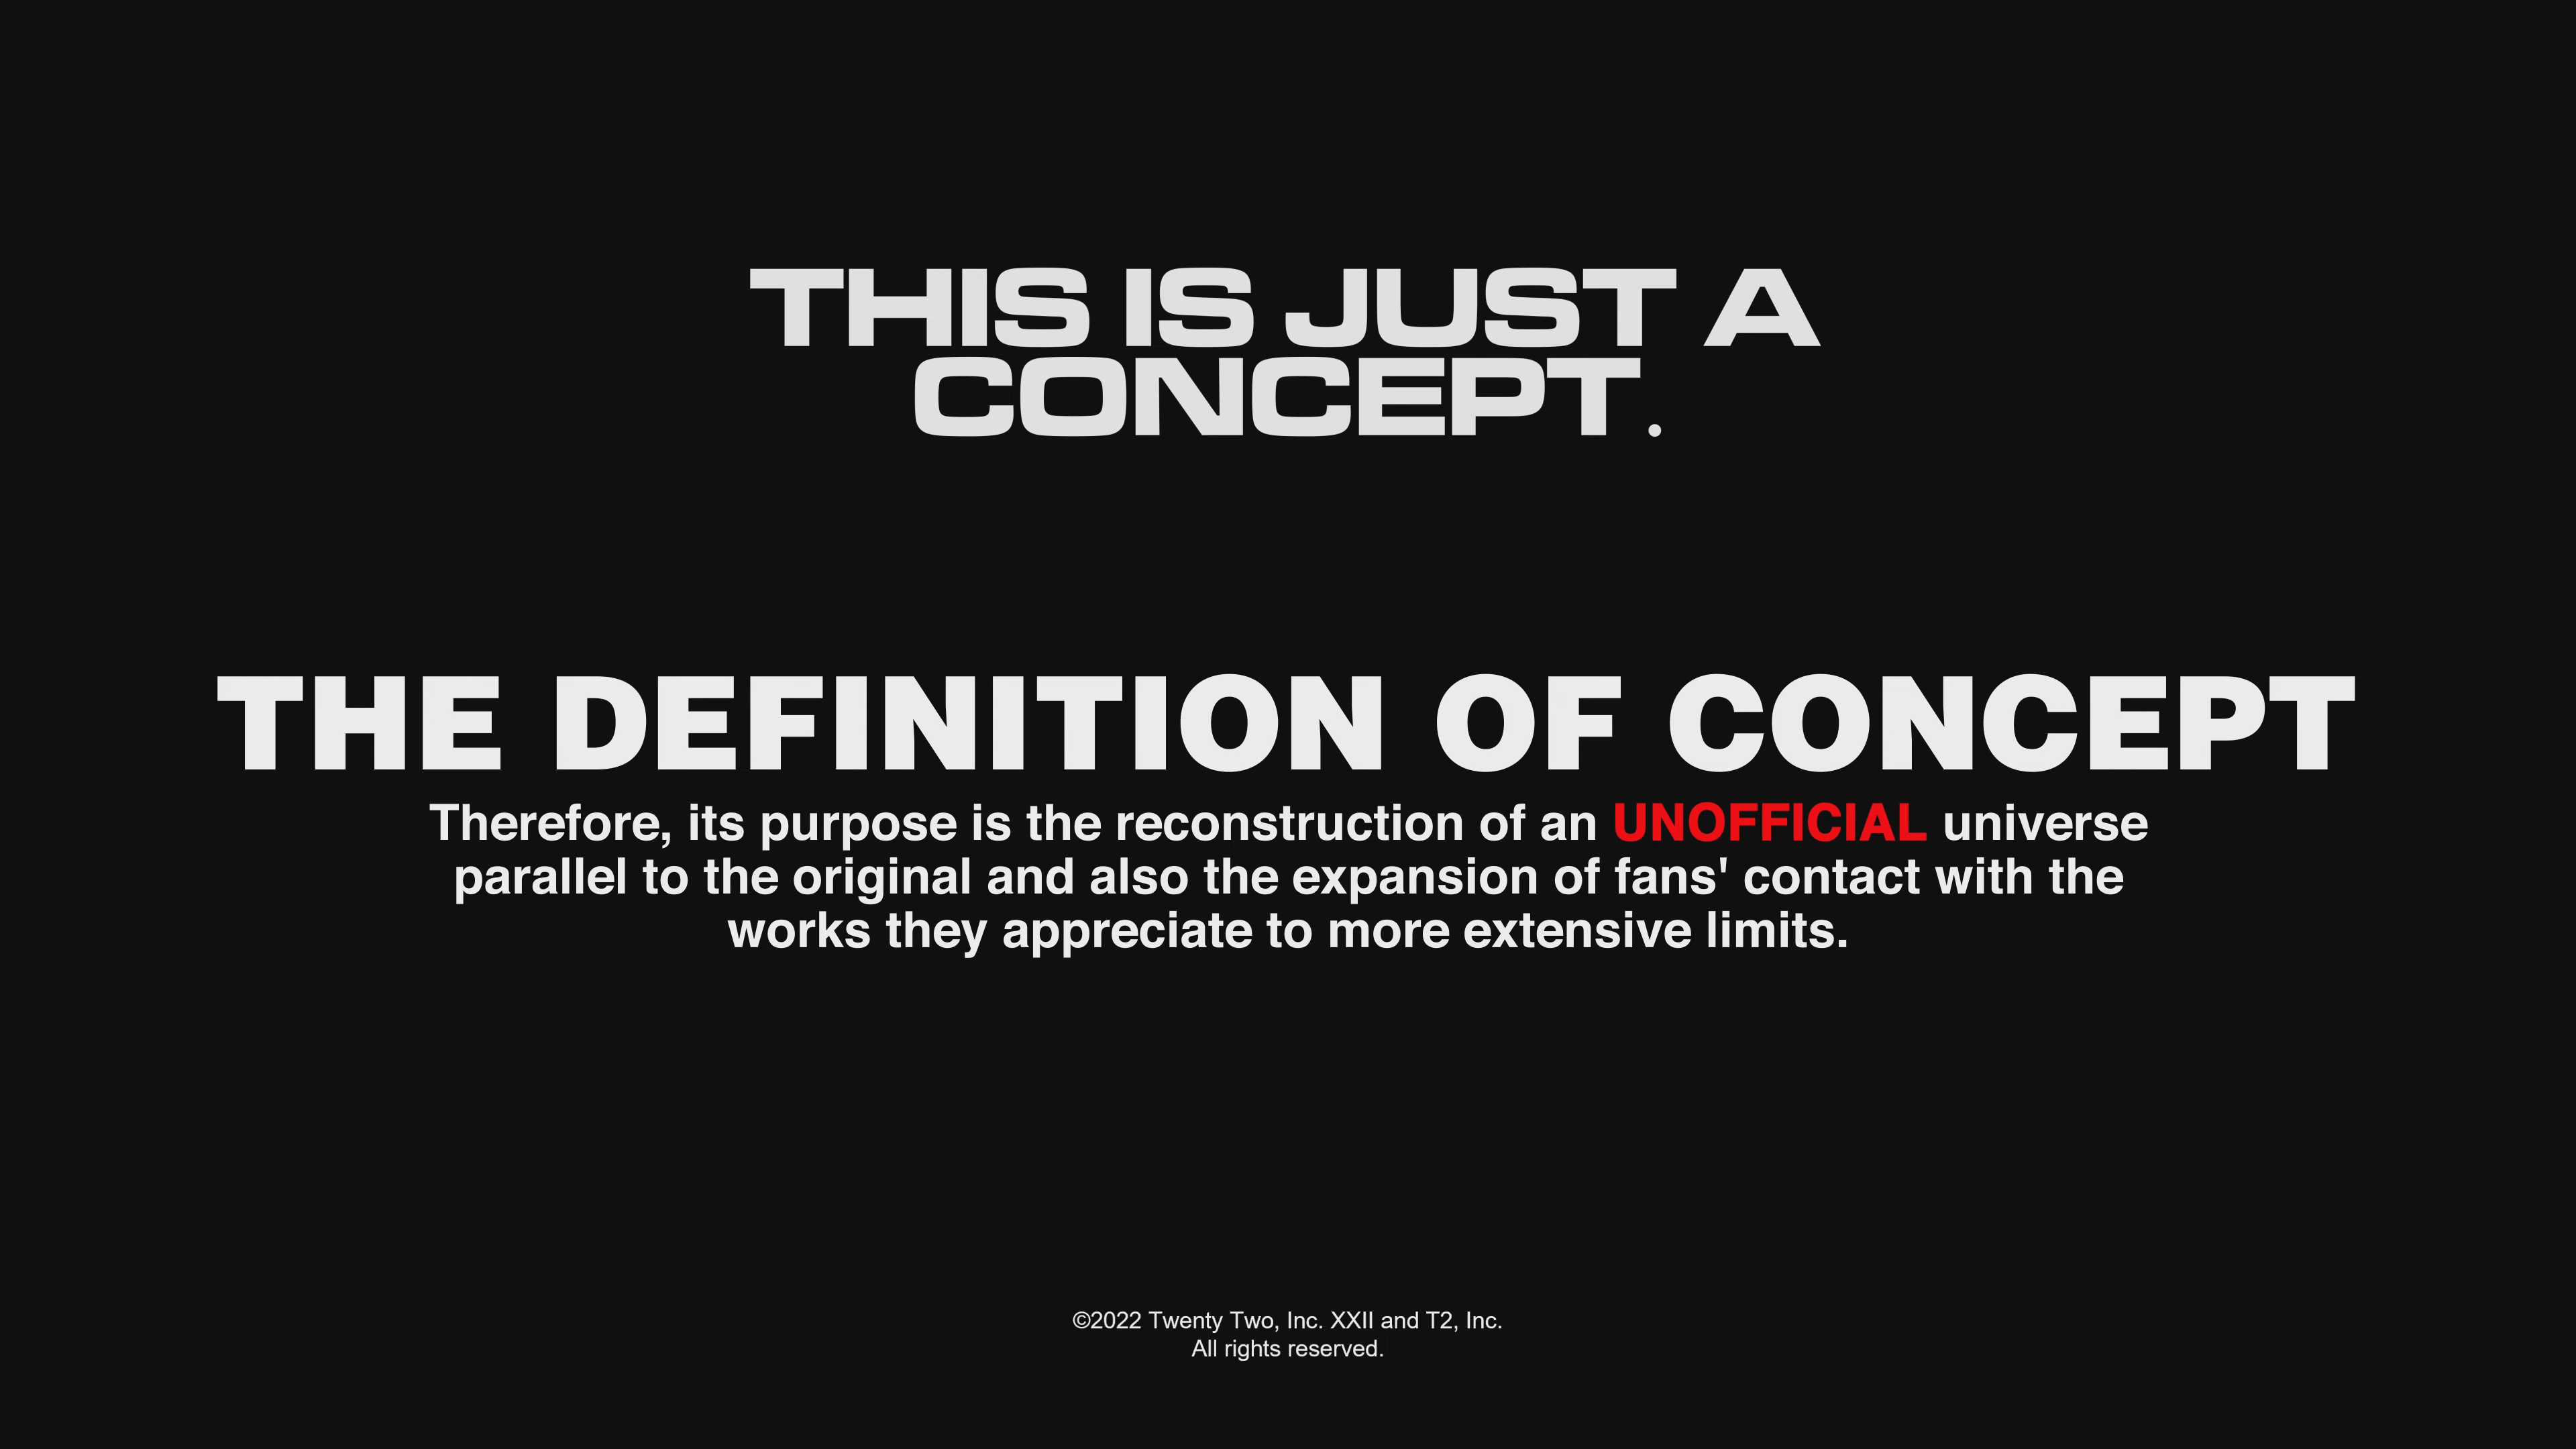 THIS IS JUST A
CONCEPT.
THE DEFINITION OF CONCEPT
Therefore, its purpose is the reconstruction of an UNOFFICIAL universe
parallel to the original and also the expansion of fans' contact with the
works they appreciate to more extensive limits.
©2022 Twenty Two, Inc. XXII and T2, Inc.
All rights reserved.